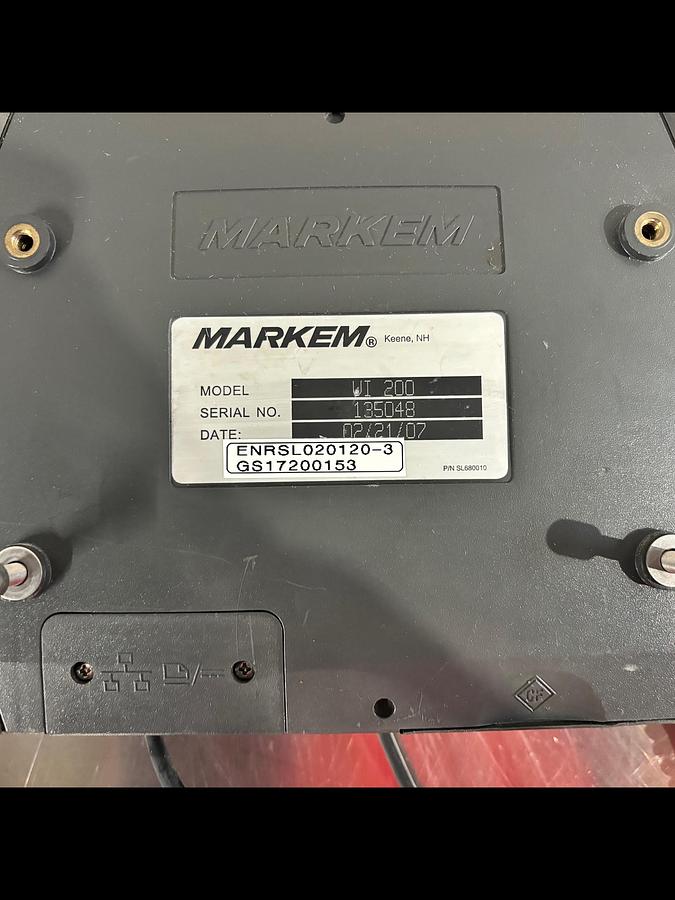 MARKEM
MARKEM® Keene, NH
MODEL WI 200
SERIAL NO. 135048
DATE: 02/21/07
ENRSL020120-3
GS17200153
P/N SL680010